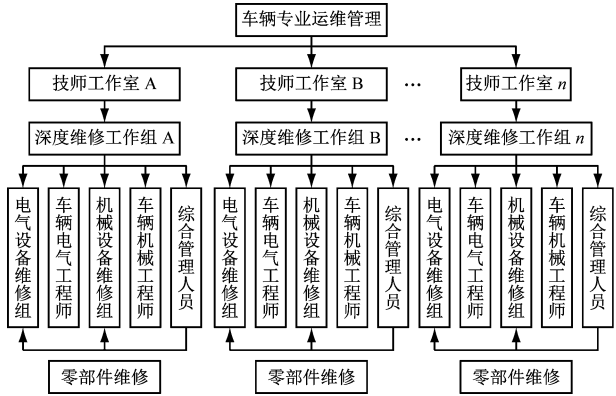 车辆专业运维管理
技师工作室 A
技师工作室 B
…
技师工作室 n
深度维修工作组 A
深度维修工作组 B
…
深度维修工作组 n
电气设备维修组
车辆电气工程师
机械设备维修组
车辆机械工程师
综合管理人员
电气设备维修组
车辆电气工程师
机械设备维修组
车辆机械工程师
综合管理人员
电气设备维修组
车辆电气工程师
机械设备维修组
车辆机械工程师
综合管理人员
零部件维修
零部件维修
零部件维修